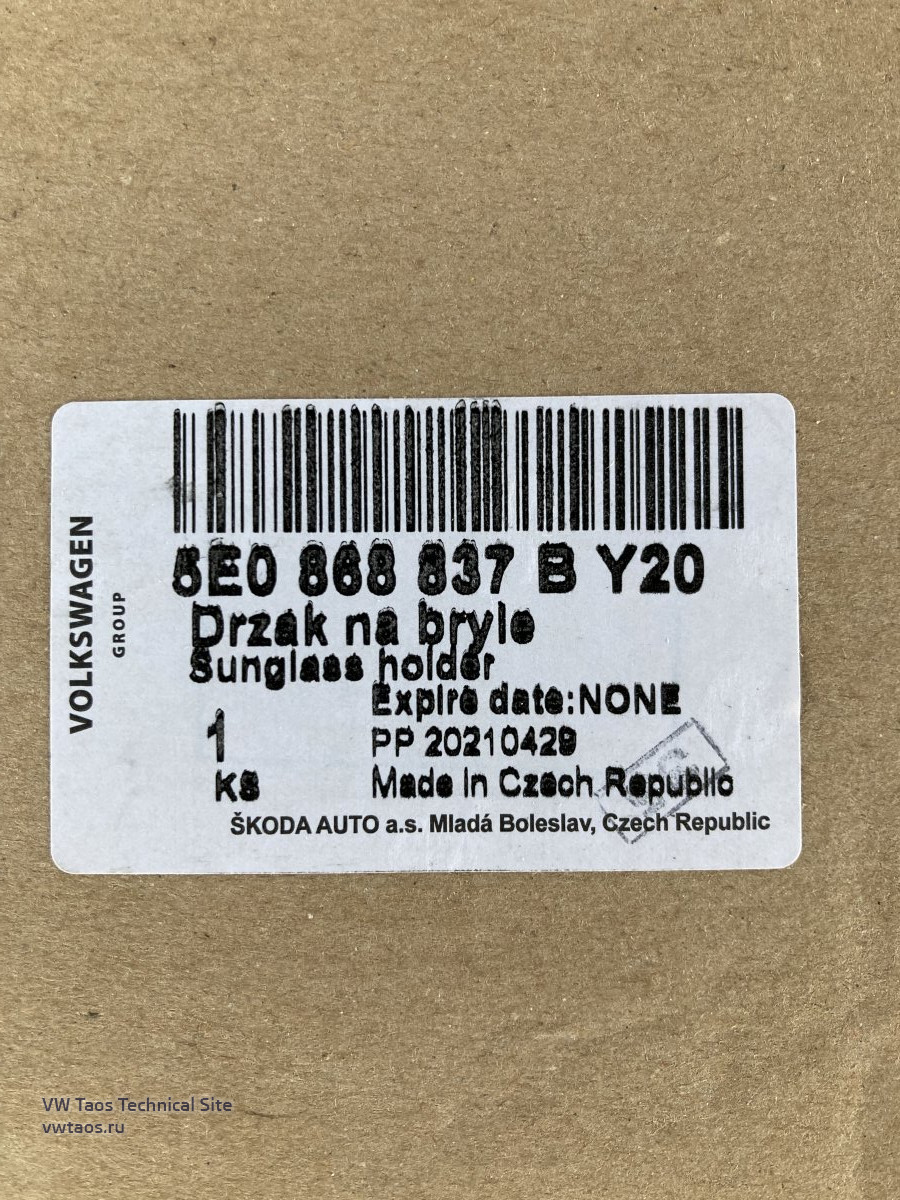 VOLKSWAGEN
GROUP
5E0 868 837 B Y20
Drzak na bryle
Sunglass holder
Expire date:NONE
1
PP 20210429
ks
Made in Czech Republic
ŠKODA AUTO a.s. Mladá Boleslav, Czech Republic
VW Taos Technical Site
vwtaos.ru